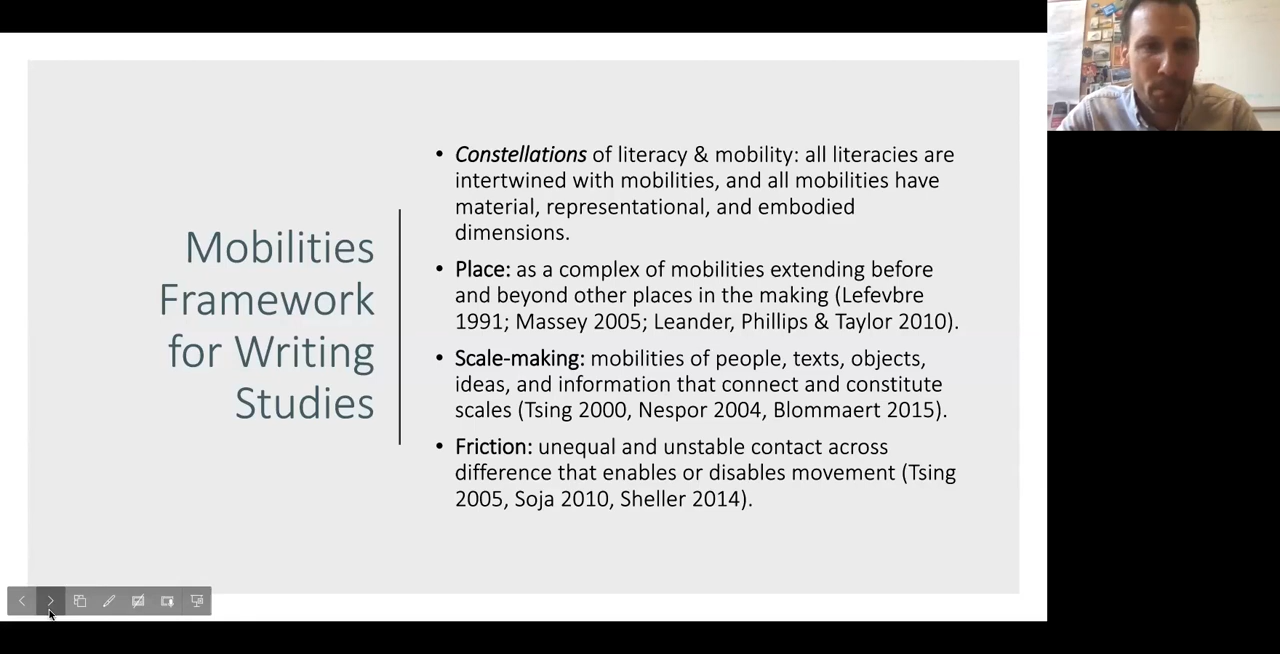 Mobilities
Framework
for Writing
Studies
• Constellations of literacy & mobility: all literacies are
intertwined with mobilities, and all mobilities have
material, representational, and embodied
dimensions.
• Place: as a complex of mobilities extending before
and beyond other places in the making (Lefevbre
1991; Massey 2005; Leander, Phillips & Taylor 2010).
• Scale-making: mobilities of people, texts, objects,
ideas, and information that connect and constitute
scales (Tsing 2000, Nespor 2004, Blommaert 2015).
• Friction: unequal and unstable contact across
difference that enables or disables movement (Tsing
2005, Soja 2010, Sheller 2014).